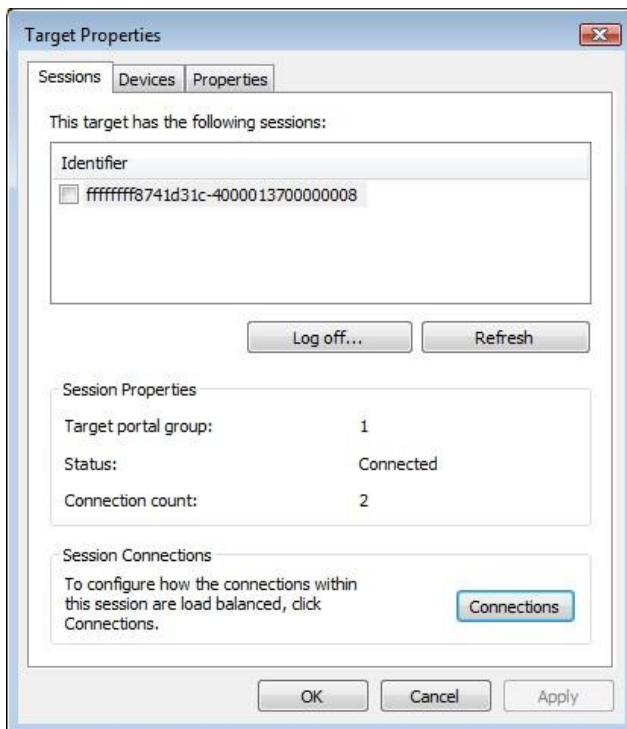 Target Properties
Sessions Devices Properties
This target has the following sessions:
Identifier
ffffffff8741d31c-4000013700000008
Log off... Refresh
Session Properties
Target portal group: 1
Status: Connected
Connection count: 2
Session Connections
To configure how the connections within
this session are load balanced, click
Connections.
Connections
OK Cancel Apply